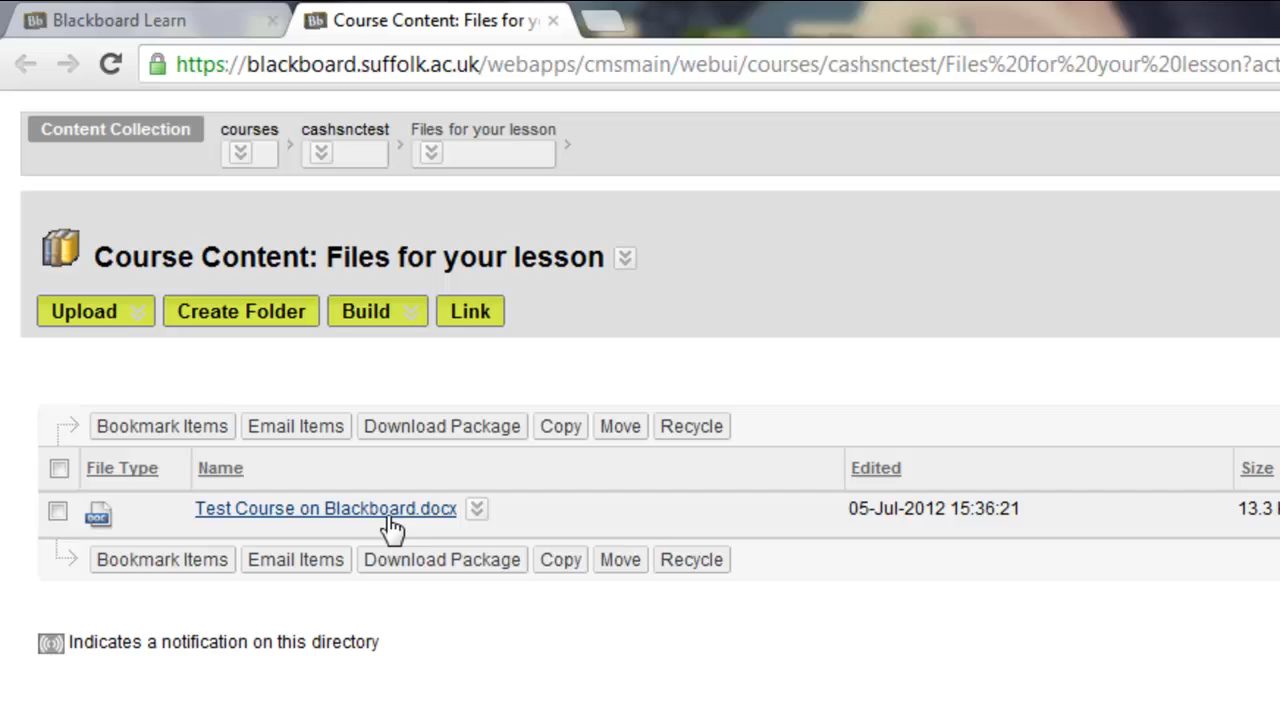 Bb Blackboard Learn
Bb Course Content: Files for y
https://blackboard.suffolk.ac.uk/webapps/cmsmain/webui/courses/cashsnctest/Files%20for%20your%20lesson?act
Content Collection courses cashsnctest Files for your lesson
Course Content: Files for your lesson
Upload Create Folder Build Link
Bookmark Items Email Items Download Package Copy Move Recycle
File Type Name Edited Size
DOC Test Course on Blackboard.docx 05-Jul-2012 15:36:21 13.3
Bookmark Items Email Items Download Package Copy Move Recycle
Indicates a notification on this directory